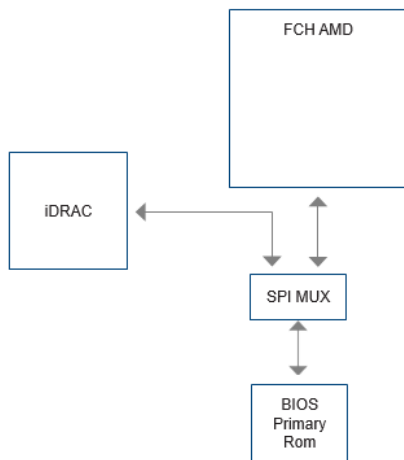 FCH AMD
iDRAC
SPI MUX
BIOS
Primary
Rom